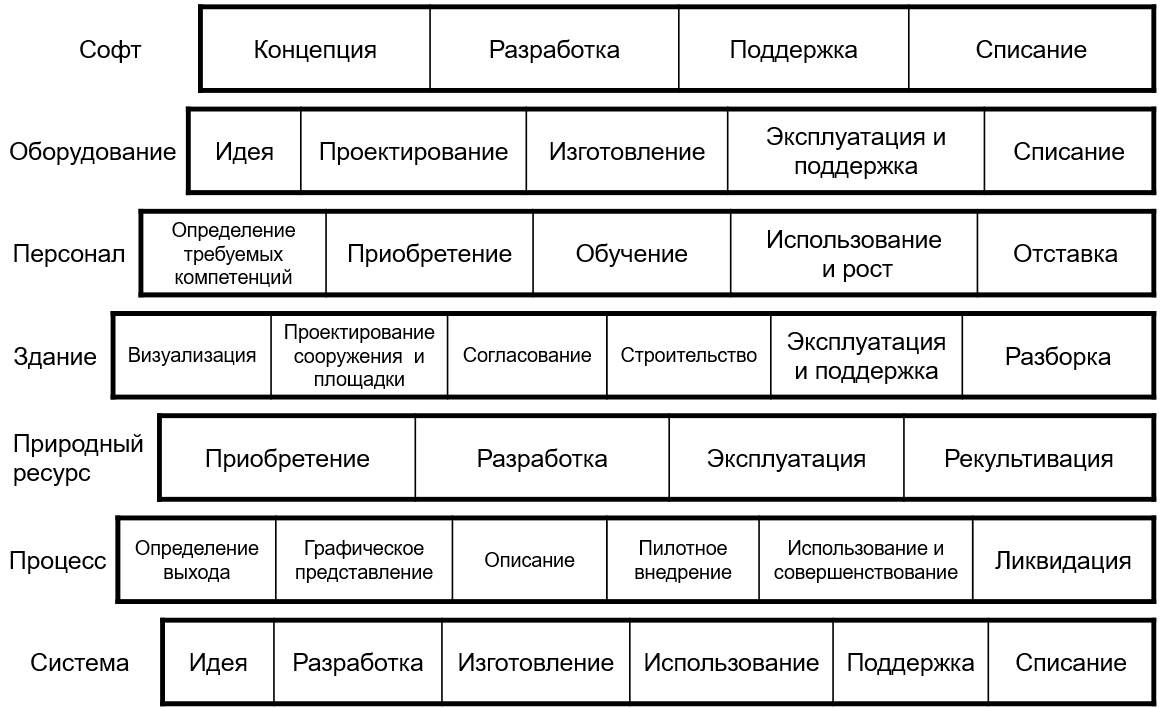 Софт
Концепция
Разработка
Поддержка
Списание
Оборудование
Идея
Проектирование
Изготовление
Эксплуатация и
поддержка
Списание
Персонал
Определение
требуемых
компетенций
Приобретение
Обучение
Использование
и рост
Отставка
Здание
Визуализация
Проектирование
сооружения и
площадки
Согласование
Строительство
Эксплуатация
и поддержка
Разборка
Природный
ресурс
Приобретение
Разработка
Эксплуатация
Рекультивация
Процесс
Определение
выхода
Графическое
представление
Описание
Пилотное
внедрение
Использование и
совершенствование
Ликвидация
Система
Идея
Разработка
Изготовление
Использование
Поддержка
Списание